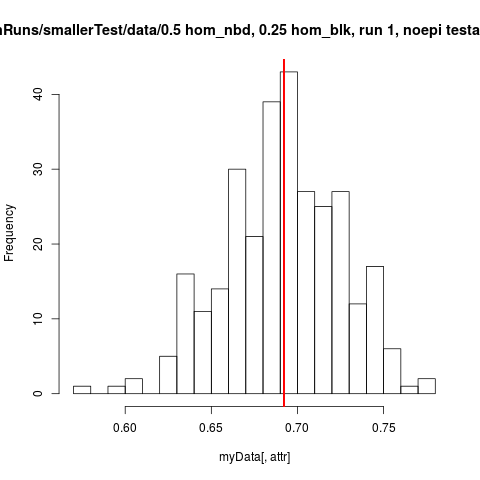 nRuns/smallerTest/data/0.5 hom_nbd, 0.25 hom_blk, run 1, noepi testa
Frequency
40
30
20
10
0
0.60 0.65 0.70 0.75
myData[, attr]